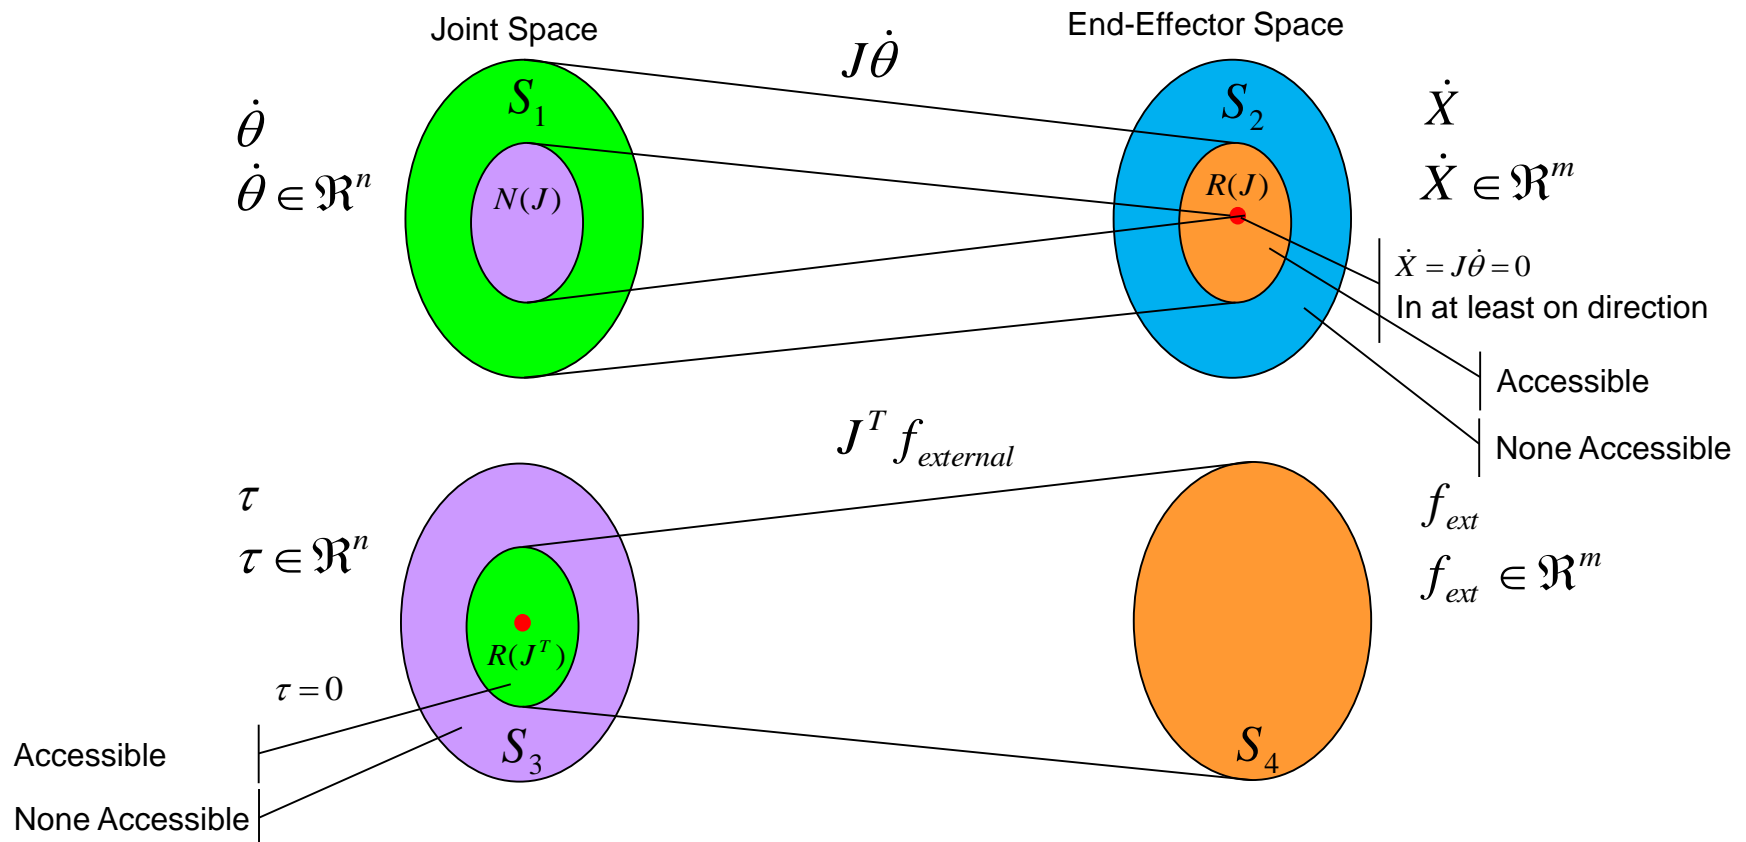 Joint Space
End-Effector Space
J θ̇
S₁
S₂
θ̇
Ẋ
θ̇ ∈ ℜⁿ
Ẋ ∈ ℜᵐ
N(J)
R(J)
Ẋ = Jθ̇ = 0
In at least on direction
Accessible
None Accessible
Jᵀ f_external
τ
f_ext
τ ∈ ℜⁿ
f_ext ∈ ℜᵐ
R(Jᵀ)
τ = 0
S₃
S₄
Accessible
None Accessible